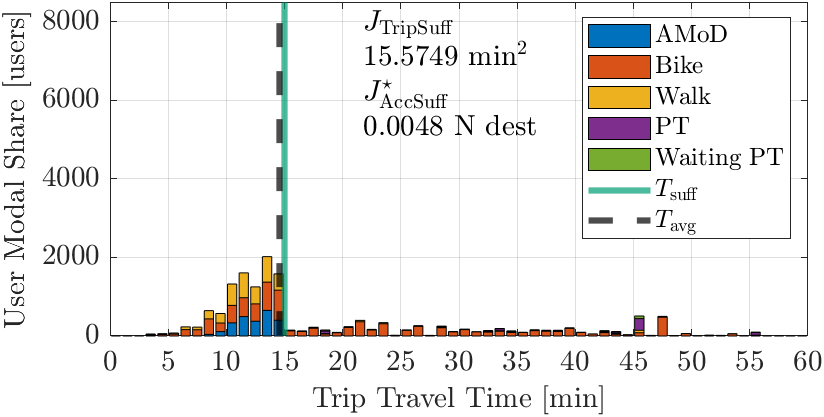 8000
6000
4000
2000
0
User Modal Share [users]
J_TripSuff
15.5749 min²
J⋆_AccSuff
0.0048 N dest
AMoD
Bike
Walk
PT
Waiting PT
T_suff
T_avg
0 5 10 15 20 25 30 35 40 45 50 55 60
Trip Travel Time [min]